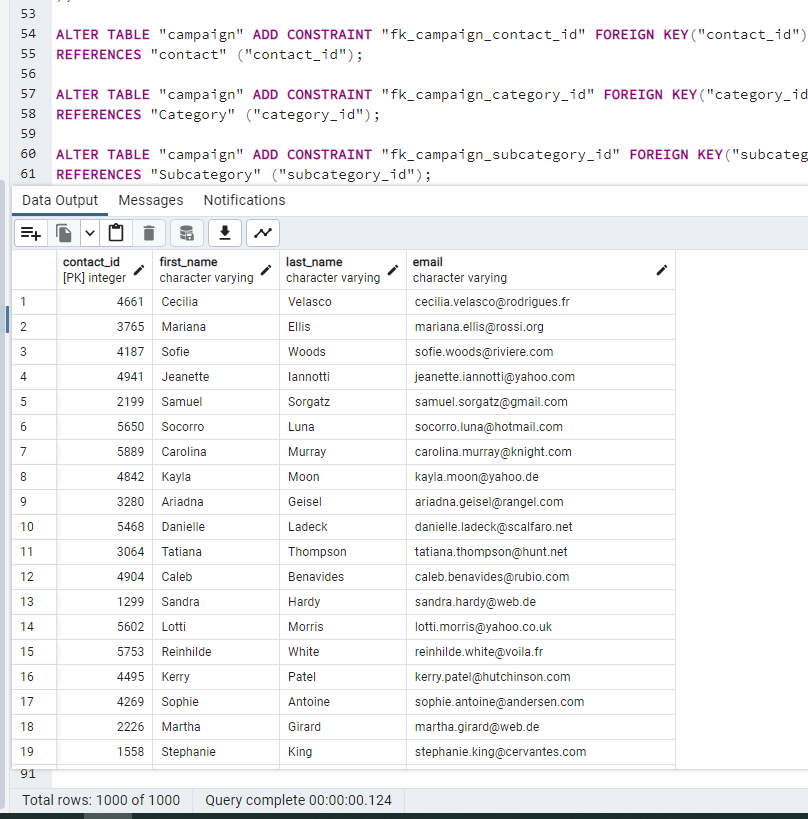 53
54 ALTER TABLE "campaign" ADD CONSTRAINT "fk_campaign_contact_id" FOREIGN KEY("contact_id")
55 REFERENCES "contact" ("contact_id");
56
57 ALTER TABLE "campaign" ADD CONSTRAINT "fk_campaign_category_id" FOREIGN KEY("category_id
58 REFERENCES "Category" ("category_id");
59
60 ALTER TABLE "campaign" ADD CONSTRAINT "fk_campaign_subcategory_id" FOREIGN KEY("subcateg
61 REFERENCES "Subcategory" ("subcategory_id");
Data Output Messages Notifications
contact_id first_name last_name email
[PK] integer character varying character varying character varying
1 4661 Cecilia Velasco cecilia.velasco@rodrigues.fr
2 3765 Mariana Ellis mariana.ellis@rossi.org
3 4187 Sofie Woods sofie.woods@riviere.com
4 4941 Jeanette Iannotti jeanette.iannotti@yahoo.com
5 2199 Samuel Sorgatz samuel.sorgatz@gmail.com
6 5650 Socorro Luna socorro.luna@hotmail.com
7 5889 Carolina Murray carolina.murray@knight.com
8 4842 Kayla Moon kayla.moon@yahoo.de
9 3280 Ariadna Geisel ariadna.geisel@rangel.com
10 5468 Danielle Ladeck danielle.ladeck@scalfaro.net
11 3064 Tatiana Thompson tatiana.thompson@hunt.net
12 4904 Caleb Benavides caleb.benavides@rubio.com
13 1299 Sandra Hardy sandra.hardy@web.de
14 5602 Lotti Morris lotti.morris@yahoo.co.uk
15 5753 Reinhilde White reinhilde.white@voila.fr
16 4495 Kerry Patel kerry.patel@hutchinson.com
17 4269 Sophie Antoine sophie.antoine@andersen.com
18 2226 Martha Girard martha.girard@web.de
19 1558 Stephanie King stephanie.king@cervantes.com
91
Total rows: 1000 of 1000 Query complete 00:00:00.124